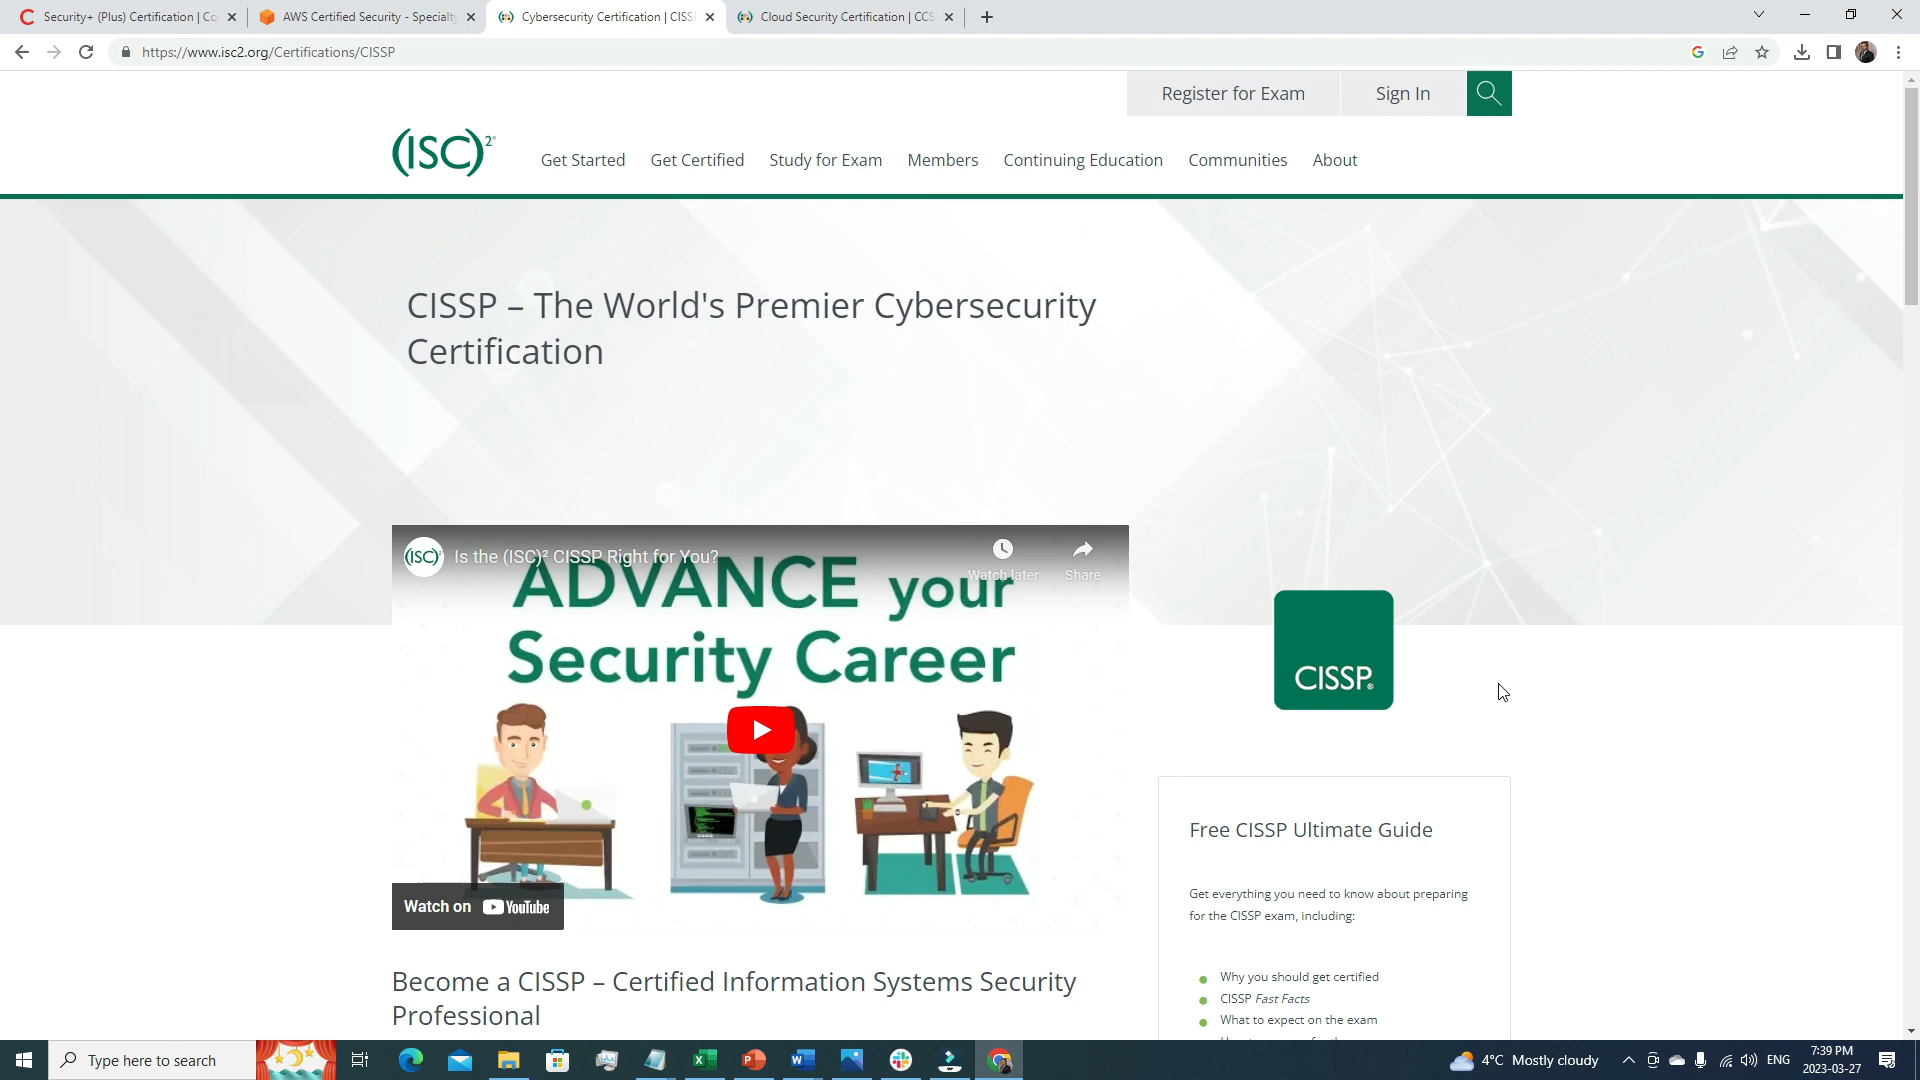 Security+ (Plus) Certification | Co
AWS Certified Security - Specialty
Cybersecurity Certification | CISS
Cloud Security Certification | CCS
https://www.isc2.org/Certifications/CISSP
Register for Exam
Sign In
(ISC)²®
Get Started
Get Certified
Study for Exam
Members
Continuing Education
Communities
About
CISSP – The World's Premier Cybersecurity
Certification
(ISC)²
Is the (ISC)² CISSP Right for You?
Watch later
Share
ADVANCE your
Security Career
Watch on YouTube
CISSP®
Free CISSP Ultimate Guide
Get everything you need to know about preparing
for the CISSP exam, including:
Why you should get certified
CISSP Fast Facts
What to expect on the exam
Become a CISSP – Certified Information Systems Security
Professional
Type here to search
4°C Mostly cloudy
ENG
7:39 PM
2023-03-27